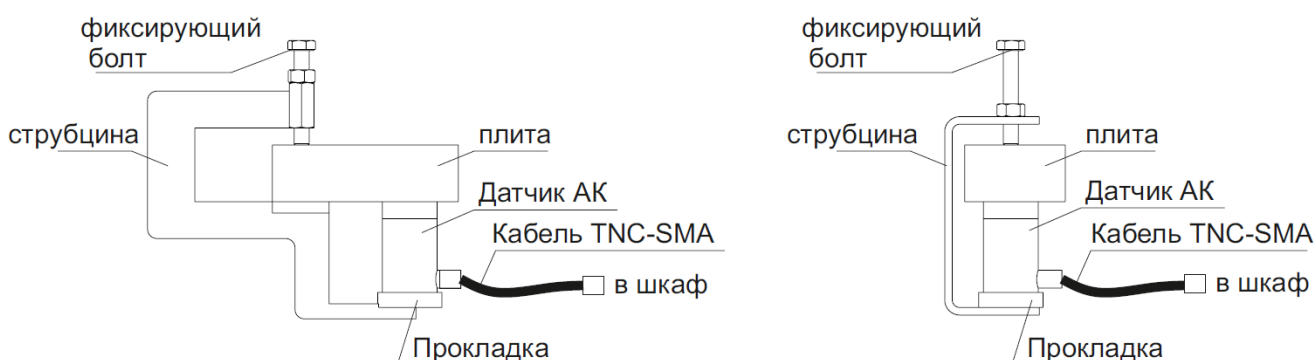 фиксирующий
болт
струбцина
плита
Датчик АК
Кабель TNC-SMA
в шкаф
Прокладка
фиксирующий
болт
струбцина
плита
Датчик АК
Кабель TNC-SMA
в шкаф
Прокладка